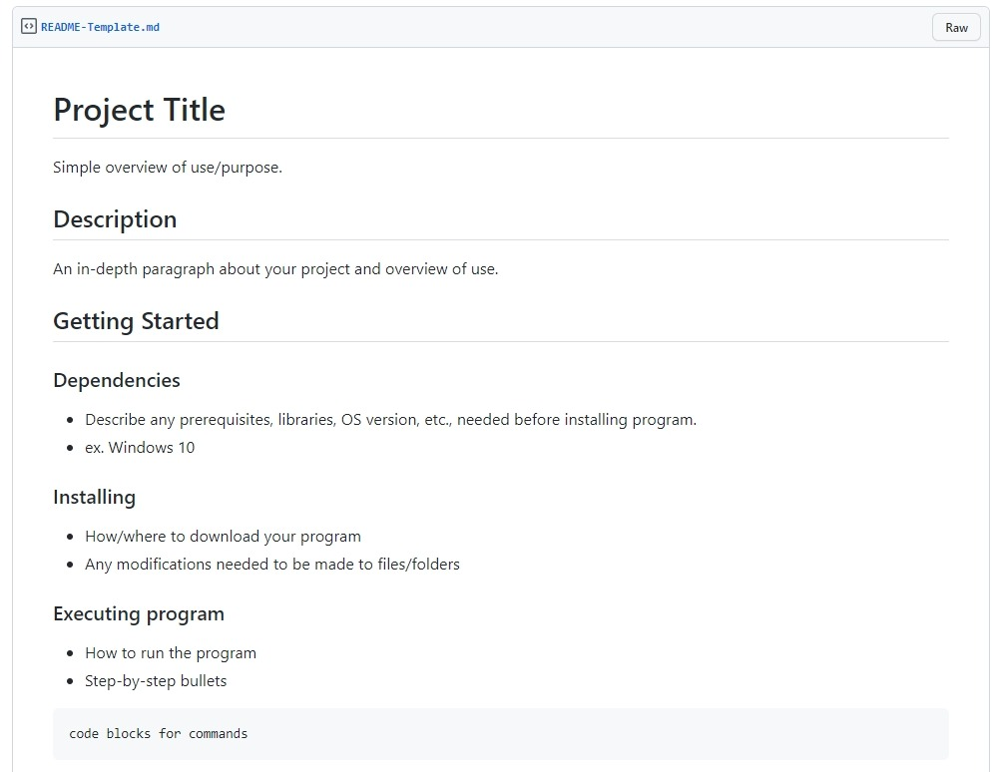 README-Template.md
Raw
Project Title
Simple overview of use/purpose.
Description
An in-depth paragraph about your project and overview of use.
Getting Started
Dependencies
Describe any prerequisites, libraries, OS version, etc., needed before installing program.
ex. Windows 10
Installing
How/where to download your program
Any modifications needed to be made to files/folders
Executing program
How to run the program
Step-by-step bullets
code blocks for commands